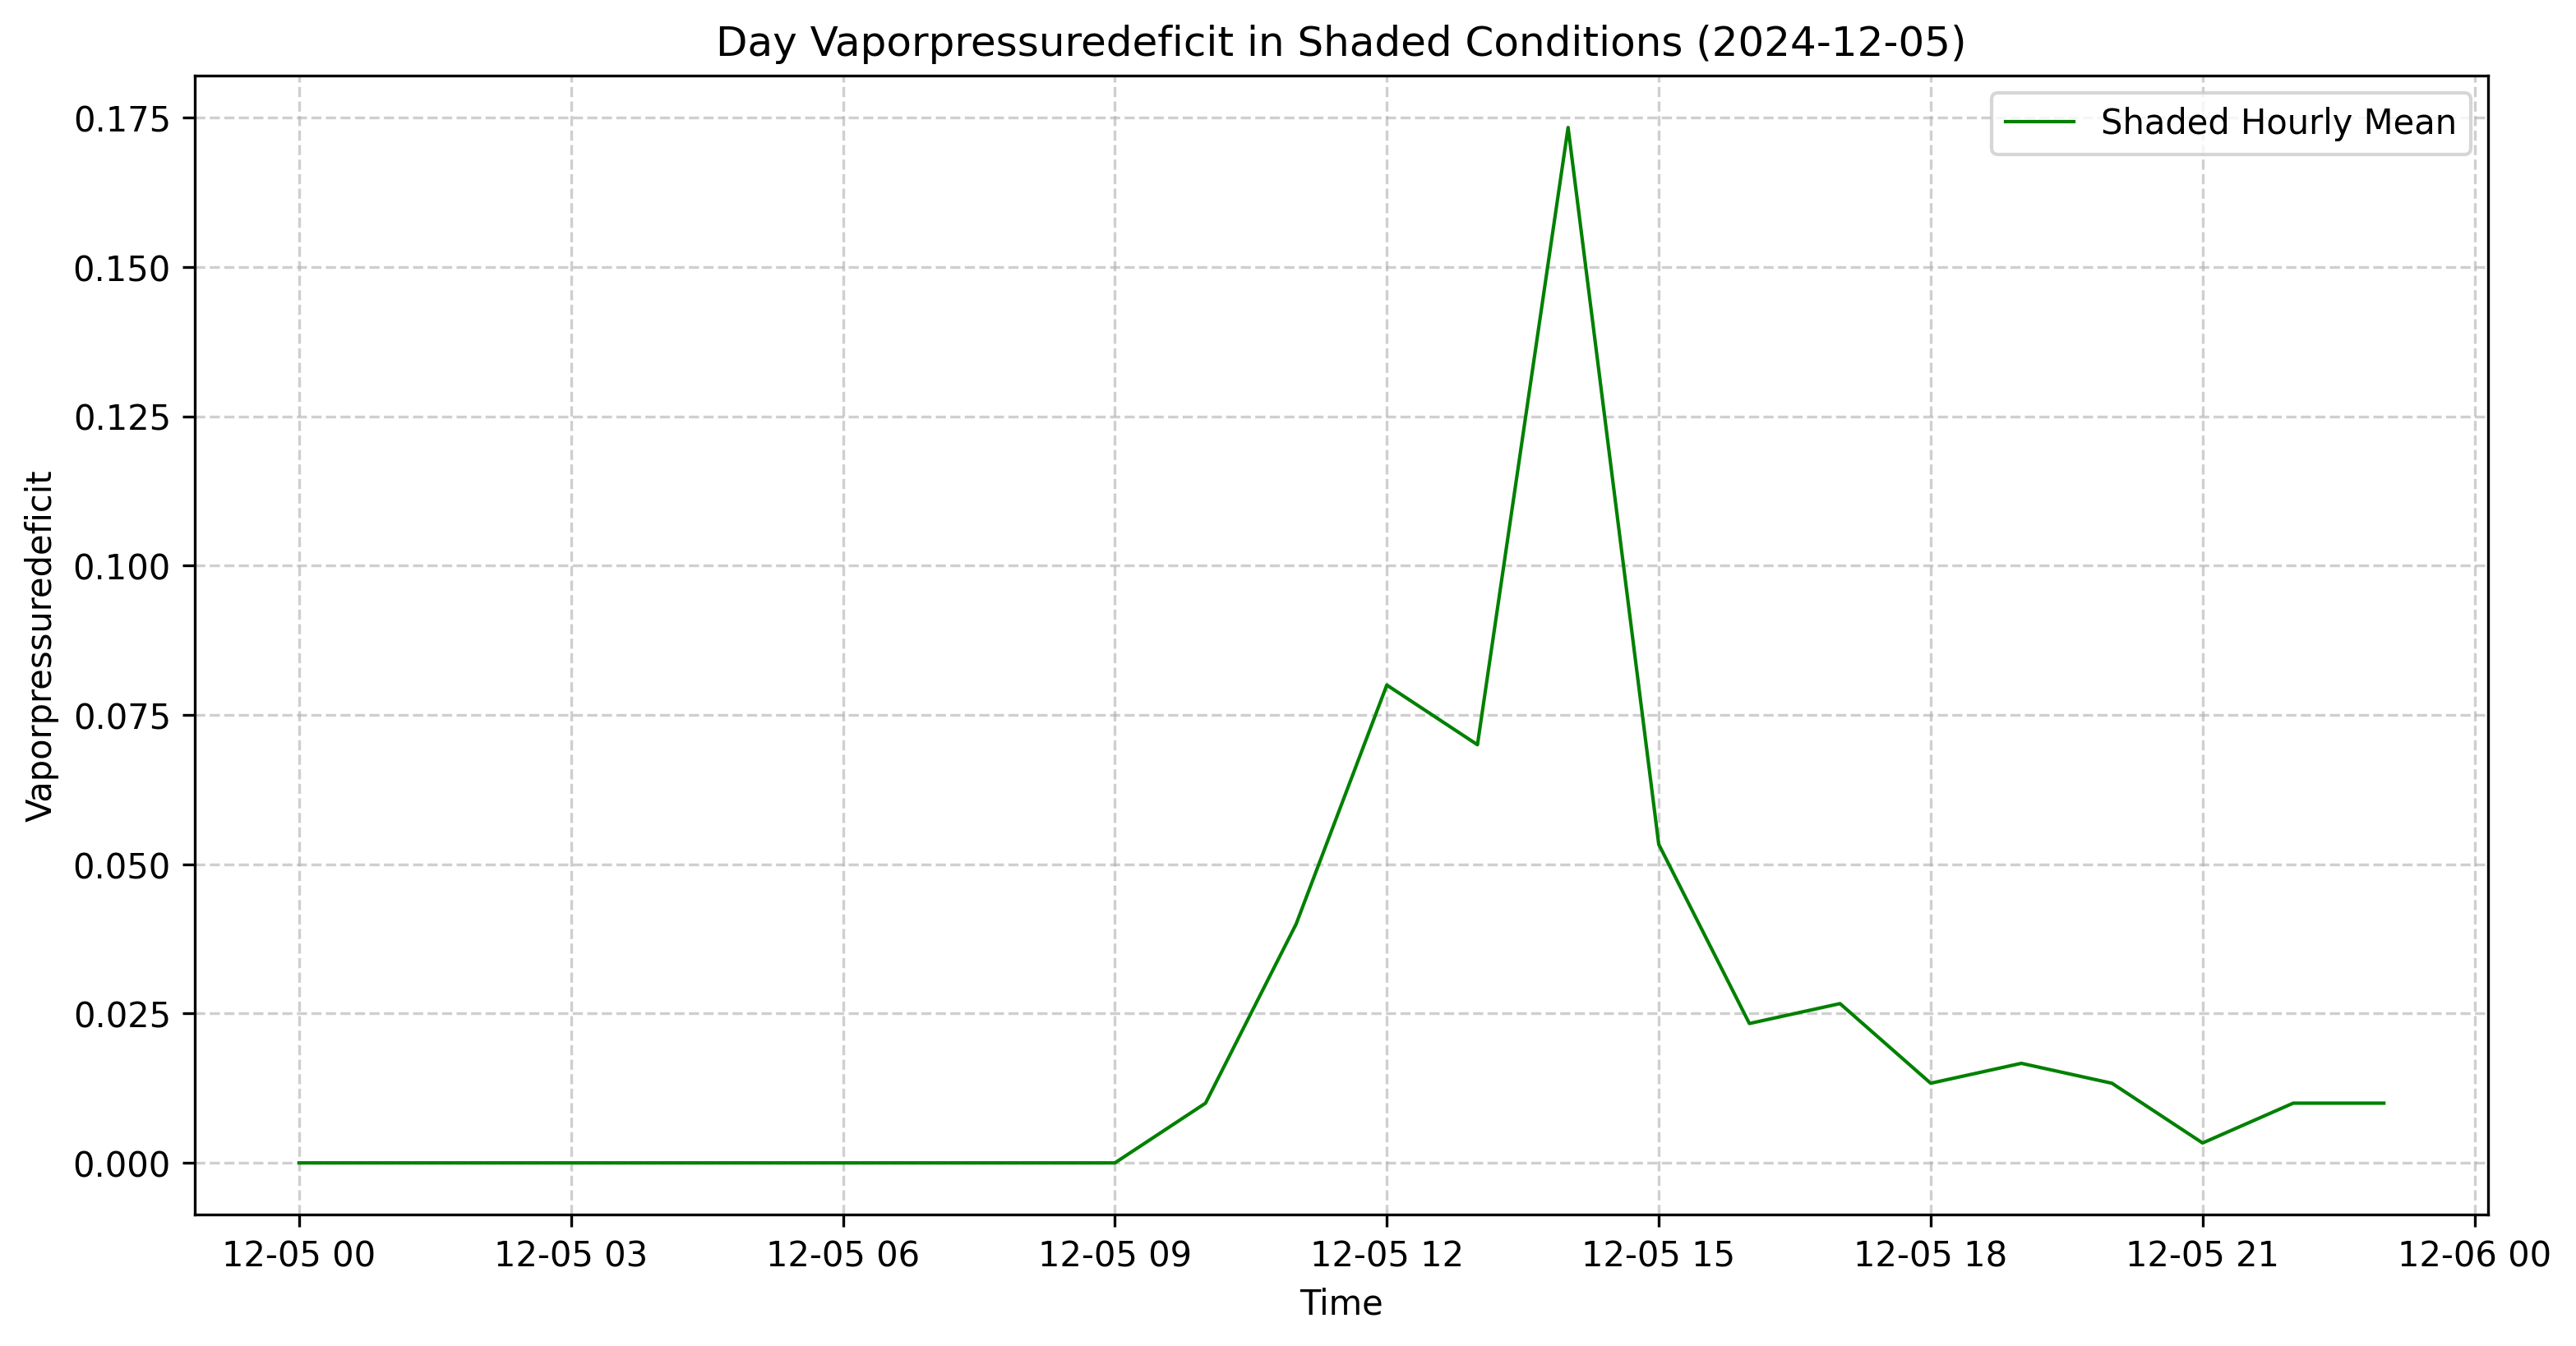 Day Vaporpressuredeficit in Shaded Conditions (2024-12-05)
Shaded Hourly Mean
0.175
0.150
0.125
0.100
0.075
0.050
0.025
0.000
Vaporpressuredeficit
12-05 00 12-05 03 12-05 06 12-05 09 12-05 12 12-05 15 12-05 18 12-05 21 12-06 00
Time